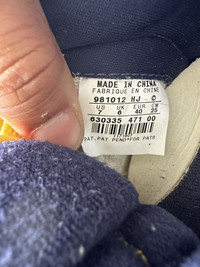 MADE IN CHINA
FABRIQUE EN CHINE
981012 HJ C
US UK EUR CM
7 6 40 25
630335 471 00
PAT.PAY PEND*FOR PATS